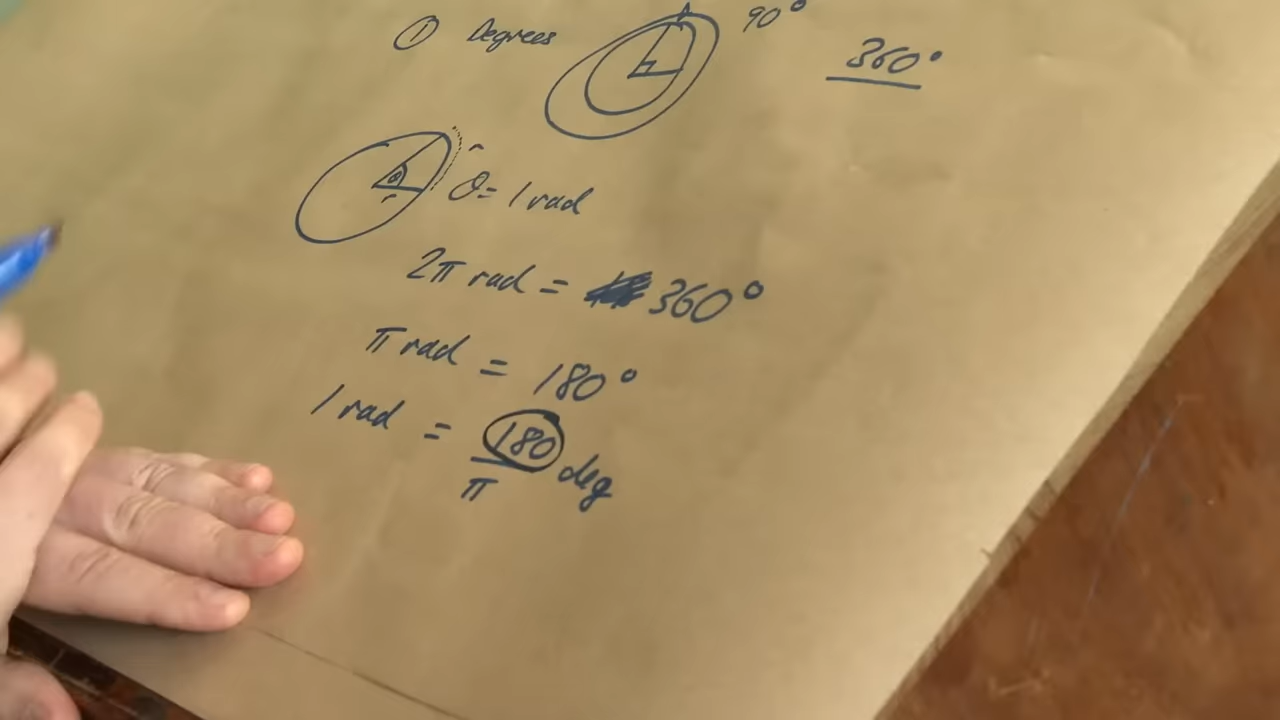 ① Degrees 90° 360°
θ = 1 rad
2π rad = 360°
π rad = 180°
1 rad = 180/π deg